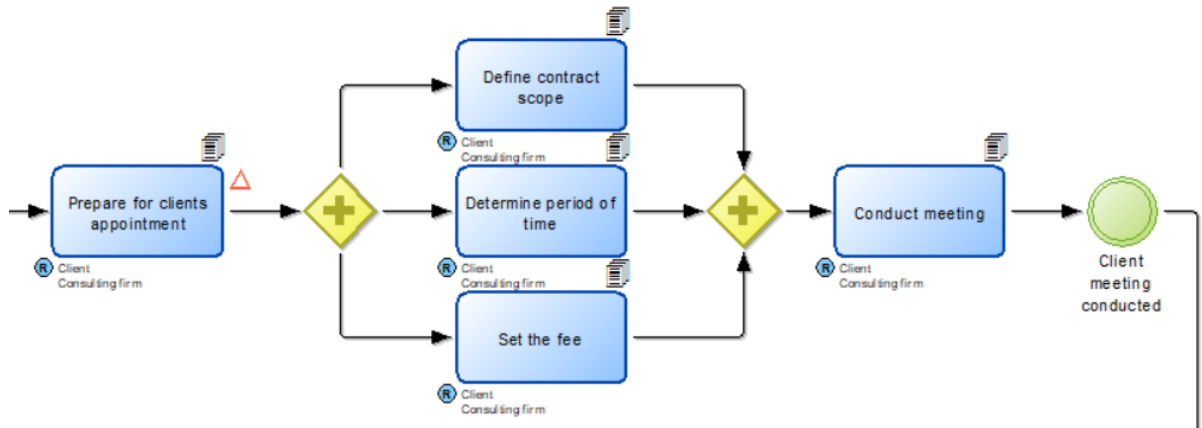 Prepare for clients
appointment
R Client
Consulting firm
Define contract
scope
R Client
Consulting firm
Determine period of
time
R Client
Consulting firm
Set the fee
R Client
Consulting firm
Conduct meeting
R Client
Consulting firm
Client
meeting
conducted